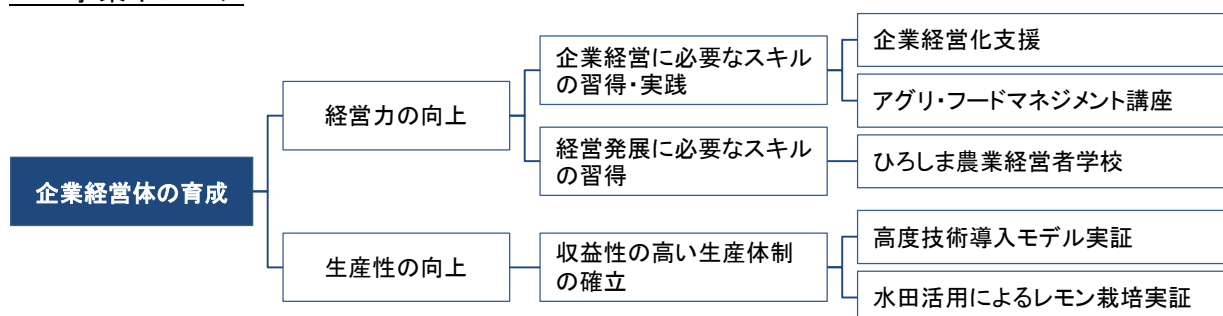 企業経営体の育成
経営力の向上
企業経営に必要なスキル
の習得・実践
企業経営化支援
アグリ・フードマネジメント講座
経営発展に必要なスキル
の習得
ひろしま農業経営者学校
生産性の向上
収益性の高い生産体制
の確立
高度技術導入モデル実証
水田活用によるレモン栽培実証